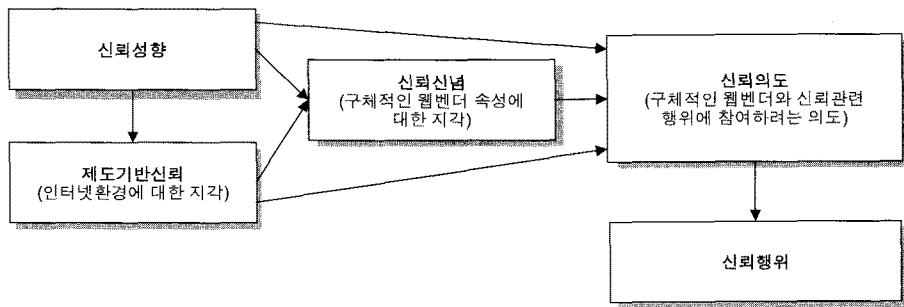 신뢰성향
신뢰신념
(구체적인 웹벤더 속성에
대한 지각)
신뢰의도
(구체적인 웹벤더와 신뢰관련
행위에 참여하려는 의도)
제도기반신뢰
(인터넷환경에 대한 지각)
신뢰행위